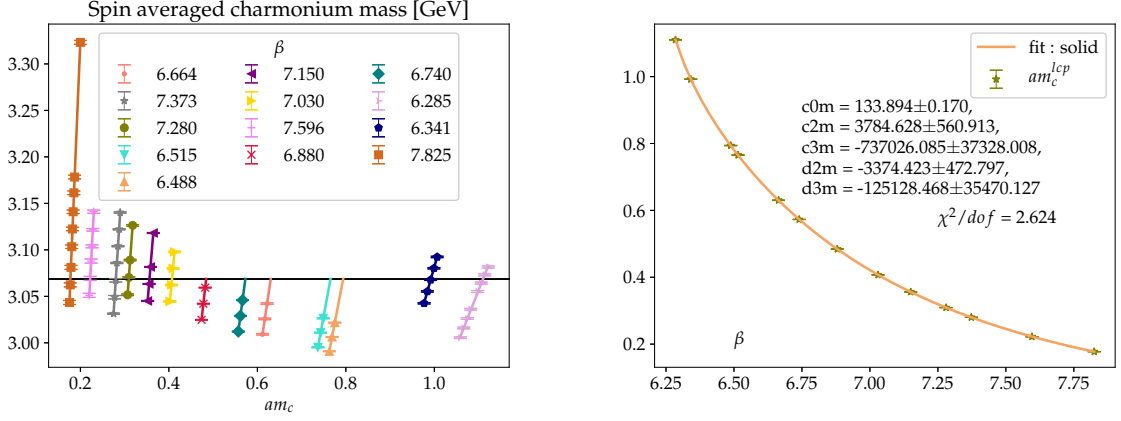 Spin averaged charmonium mass [GeV]
β
6.664
7.373
7.280
6.515
6.488
7.150
7.030
7.596
6.880
6.740
6.285
6.341
7.825
3.30
3.25
3.20
3.15
3.10
3.05
3.00
0.2 0.4 0.6 0.8 1.0
am_c
fit : solid
am_c^{lcp}
c0m = 133.894±0.170,
c2m = 3784.628±560.913,
c3m = -737026.085±37328.008,
d2m = -3374.423±472.797,
d3m = -125128.468±35470.127
χ²/dof = 2.624
1.0
0.8
0.6
0.4
0.2
β
6.25 6.50 6.75 7.00 7.25 7.50 7.75